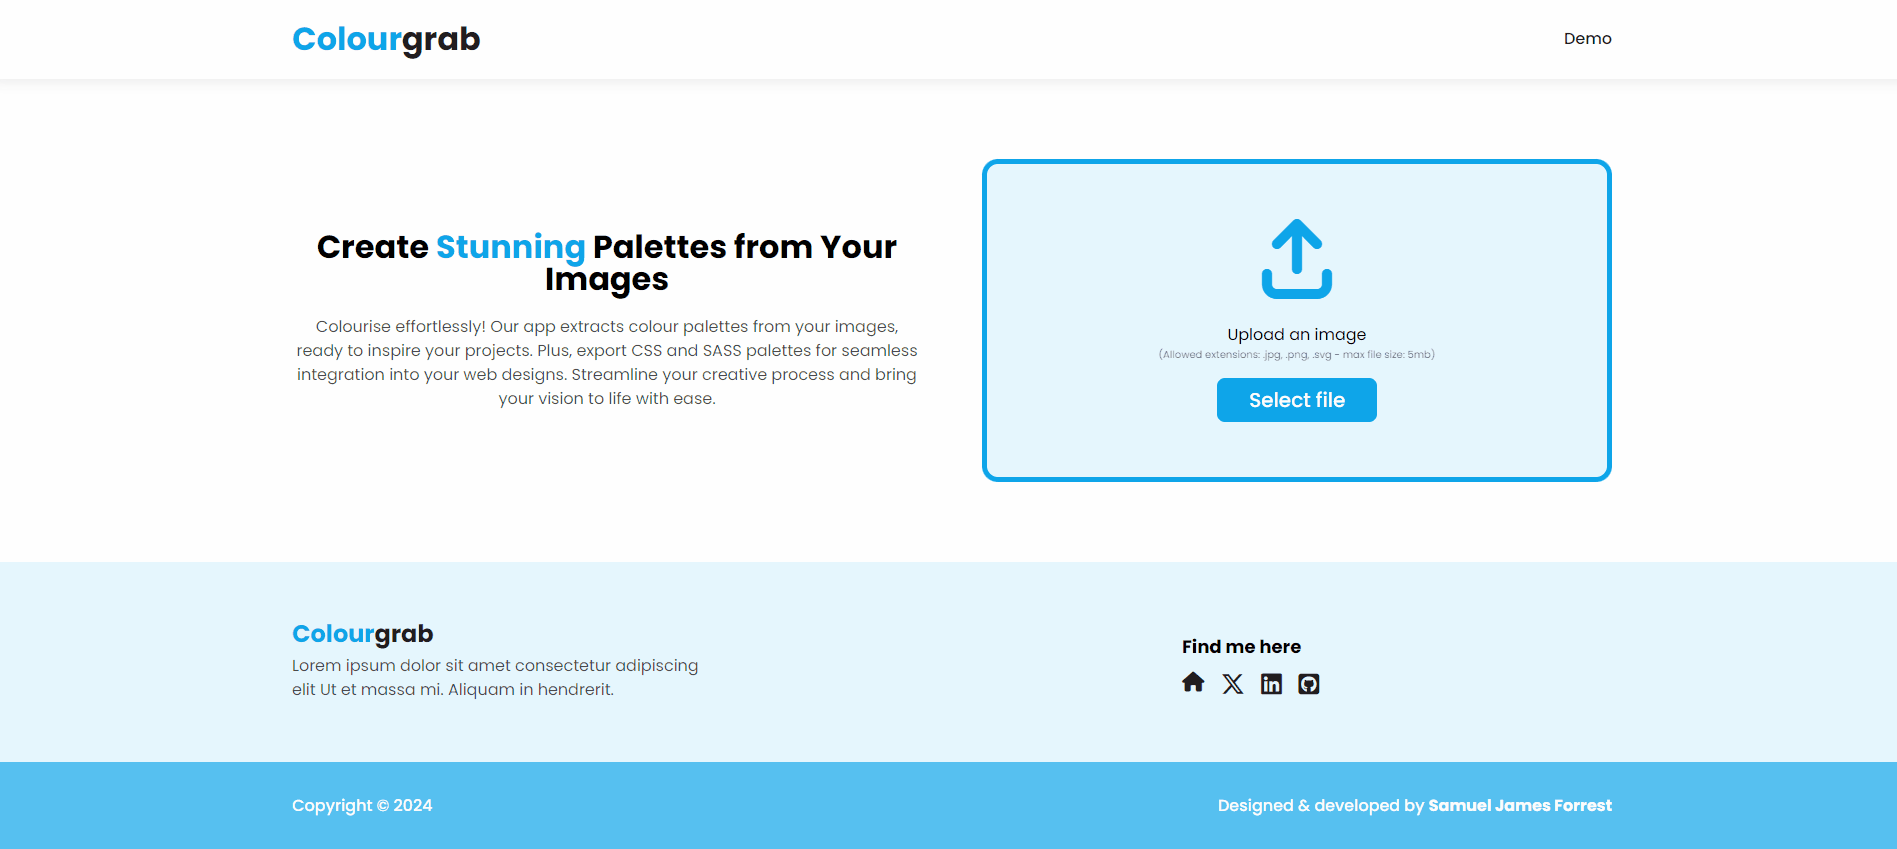 Colourgrab
Demo
Create Stunning Palettes from Your
Images
Colourise effortlessly! Our app extracts colour palettes from your images,
ready to inspire your projects. Plus, export CSS and SASS palettes for seamless
integration into your web designs. Streamline your creative process and bring
your vision to life with ease.
Upload an image
(Allowed extensions: .jpg, .png, .svg - max file size: 5mb)
Select file
Colourgrab
Lorem ipsum dolor sit amet consectetur adipiscing
elit Ut et massa mi. Aliquam in hendrerit.
Find me here
Copyright © 2024
Designed & developed by Samuel James Forrest